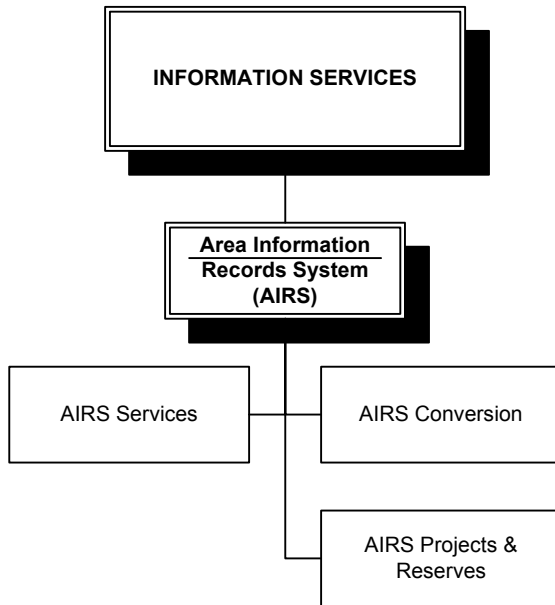 INFORMATION SERVICES
Area Information
Records System
(AIRS)
AIRS Services
AIRS Conversion
AIRS Projects &
Reserves